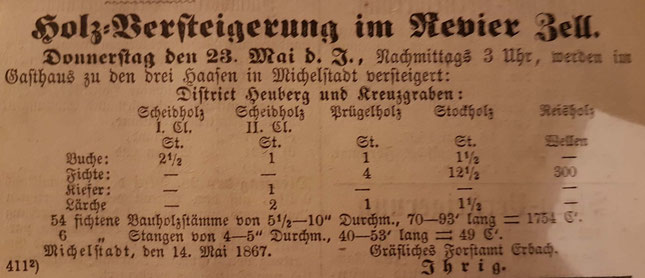 Holz-Versteigerung im Revier Zell.
Donnerstag den 23. Mai d. J., Nachmittags 3 Uhr, werden im
Gasthaus zu den drei Haasen in Michelstadt versteigert:
District Heuberg und Kreuzgraben:
Scheidholz Scheidholz Prügelholz Stockholz Reisholz
I. Cl. II. Cl.
St. St. St. St. Wellen
Buche: 2½ 1 1 1½ —
Fichte: — — 4 12½ 300
Kiefer: — 1 — — —
Lärche — 2 1 1½ —
54 fichtene Bauholzstämme von 5½—10" Durchm., 70—93' lang = 1754 C'.
6 „ Stangen von 4—5" Durchm., 40—53' lang = 49 C'.
Michelstadt, den 14. Mai 1867. Gräfliches Forstamt Erbach.
411²) Ihrig.